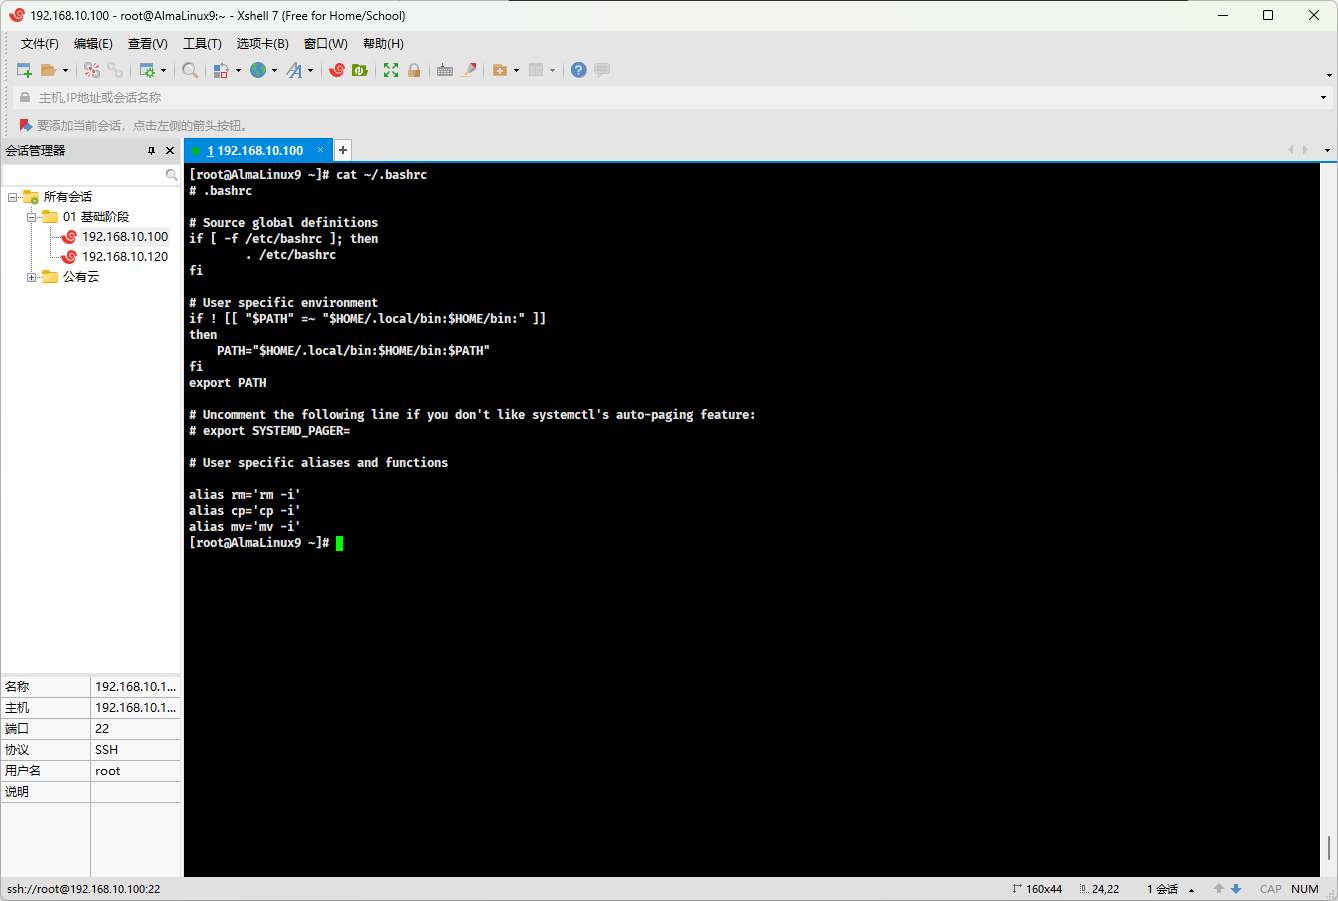 192.168.10.100 - root@AlmaLinux9:~ - Xshell 7 (Free for Home/School)
文件(F) 编辑(E) 查看(V) 工具(T) 选项卡(B) 窗口(W) 帮助(H)
主机,IP地址或会话名称
要添加当前会话，点击左侧的箭头按钮。
会话管理器
1 192.168.10.100
所有会话
01 基础阶段
192.168.10.100
192.168.10.120
公有云
[root@AlmaLinux9 ~]# cat ~/.bashrc
# .bashrc
# Source global definitions
if [ -f /etc/bashrc ]; then
        . /etc/bashrc
fi
# User specific environment
if ! [[ "$PATH" =~ "$HOME/.local/bin:$HOME/bin:" ]]
then
    PATH="$HOME/.local/bin:$HOME/bin:$PATH"
fi
export PATH
# Uncomment the following line if you don't like systemctl's auto-paging feature:
# export SYSTEMD_PAGER=
# User specific aliases and functions
alias rm='rm -i'
alias cp='cp -i'
alias mv='mv -i'
[root@AlmaLinux9 ~]#
名称 192.168.10.1...
主机 192.168.10.1...
端口 22
协议 SSH
用户名 root
说明
ssh://root@192.168.10.100:22 160x44 24,22 1 会话 CAP NUM